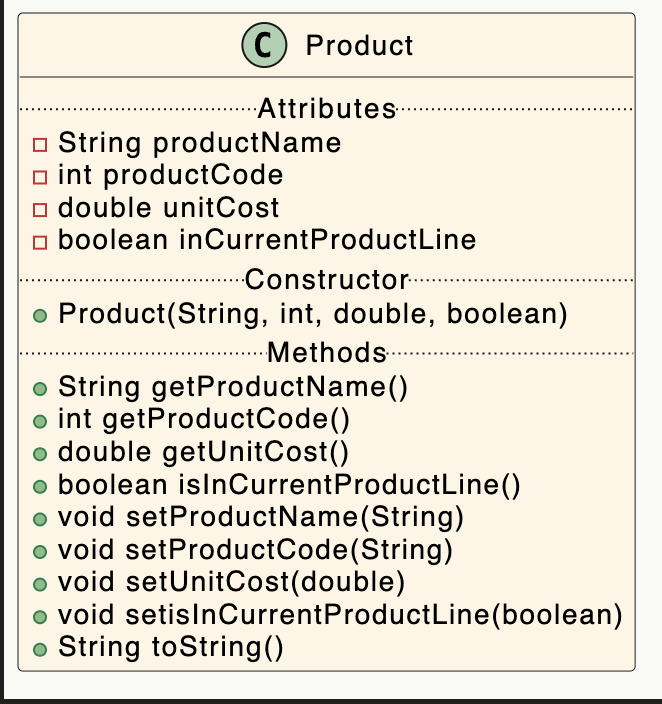 C Product
Attributes
String productName
int productCode
double unitCost
boolean inCurrentProductLine
Constructor
Product(String, int, double, boolean)
Methods
String getProductName()
int getProductCode()
double getUnitCost()
boolean isInCurrentProductLine()
void setProductName(String)
void setProductCode(String)
void setUnitCost(double)
void setisInCurrentProductLine(boolean)
String toString()